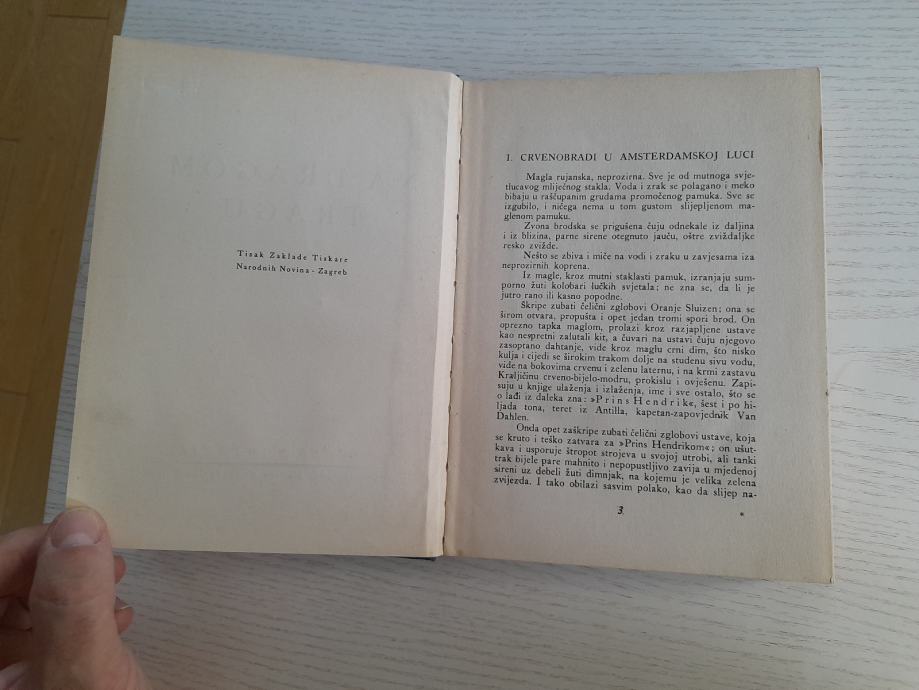 Tisak Zaklade Tiskare
Narodnih Novina - Zagreb
I. CRVENOBRADI U AMSTERDAMSKOJ LUCI
Magla rujanska, neprozirna. Sve je od mutnoga svje-
tlucavog mliječnog stakla. Voda i zrak se polagano i meko
bibaju u raščupanim grudama promočenog pamuka. Sve se
izgubilo, i ničega nema u tom gustom slijepljenom ma-
glenom pamuku.
Zvona brodska se prigušena čuju odnekale iz daljina
i iz blizina, parne sirene otegnuto jauču, oštre zviždaljke
resko zvižde.
Nešto se zbiva i miče na vodi i zraku u zavjesama iza
neprozirnih koprena.
Iz magle, kroz mutni staklasti pamuk, izranjaju sum-
porno žuti kolobari lučkih svjetala; ne zna se, da li je
jutro rano ili kasno popodne.
Škripe zubati čelični zglobovi Oranje Sluizen; ona se
širom otvara, propušta i opet jedan tromi spori brod. On
oprezno tapka maglom, prolazi kroz razjapljene ustave
kao nespretni zalutali kit, a čuvari na ustavi čuju njegovo
zasoptano dahtanje, vide kroz maglu crni dim, što nisko
kulja i cijedi se širokim trakom dolje na studenu sivu vodu,
vide na bokovima crvenu i zelenu laternu, i na krmi zastavu
Kraljičinu crveno-bijelo-modru, prokislu i ovješenu. Zapi-
suju u knjige ulaženja i izlaženja, ime i sve ostalo, što se
o lađi iz daleka zna: »Prins Hendrik«, šest i po hi-
ljada tona, teret iz Antilla, kapetan-zapovjednik Van
Dahlen.
Onda opet zaškripe zubati čelični zglobovi ustave, koja
se kruto i teško zatvara za »Prins Hendrikom«; on ušut-
kava i usporuje štropot strojeva u svojoj utrobi, ali tanki
trak bijele pare mahnito i nepopustljivo zavija u mjedenoj
sireni uz debeli žuti dimnjak, na kojemu je velika zelena
zvijezda. I tako obilazi sasvim polako, kao da slijep na-
3
*